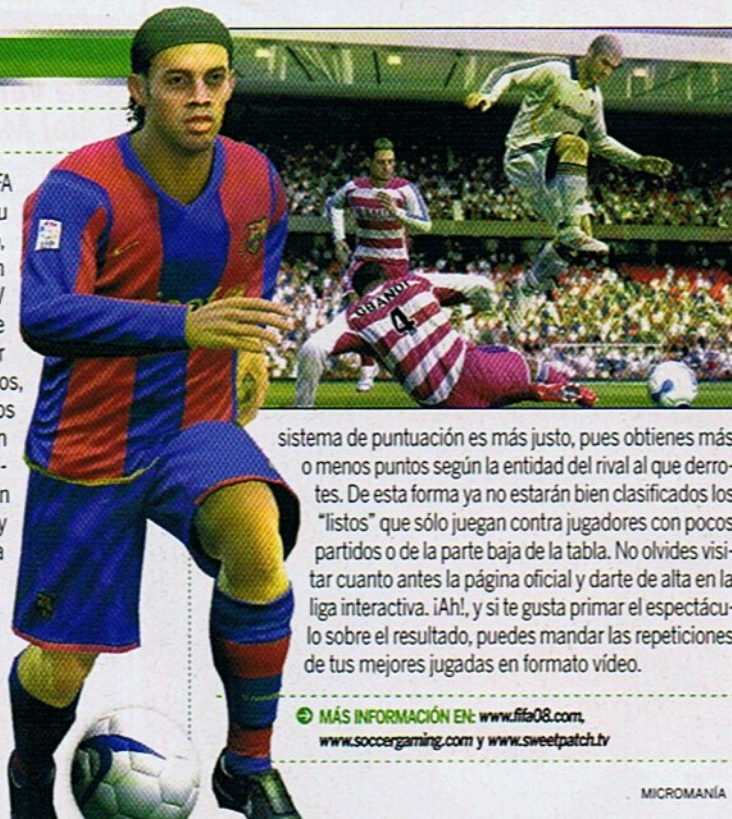 FA
u
n
/
e
r
os,
os
n
n
y
a
OBANDI
4
sistema de puntuación es más justo, pues obtienes más
o menos puntos según la entidad del rival al que derro-
tes. De esta forma ya no estarán bien clasificados los
"listos" que sólo juegan contra jugadores con pocos
partidos o de la parte baja de la tabla. No olvides visi-
tar cuanto antes la página oficial y darte de alta en la
liga interactiva. ¡Ah!, y si te gusta primar el espectácu-
lo sobre el resultado, puedes mandar las repeticiones
de tus mejores jugadas en formato vídeo.
MÁS INFORMACIÓN EN: www.fifa08.com,
www.soccergaming.com y www.sweetpatch.tv
MICROMANÍA